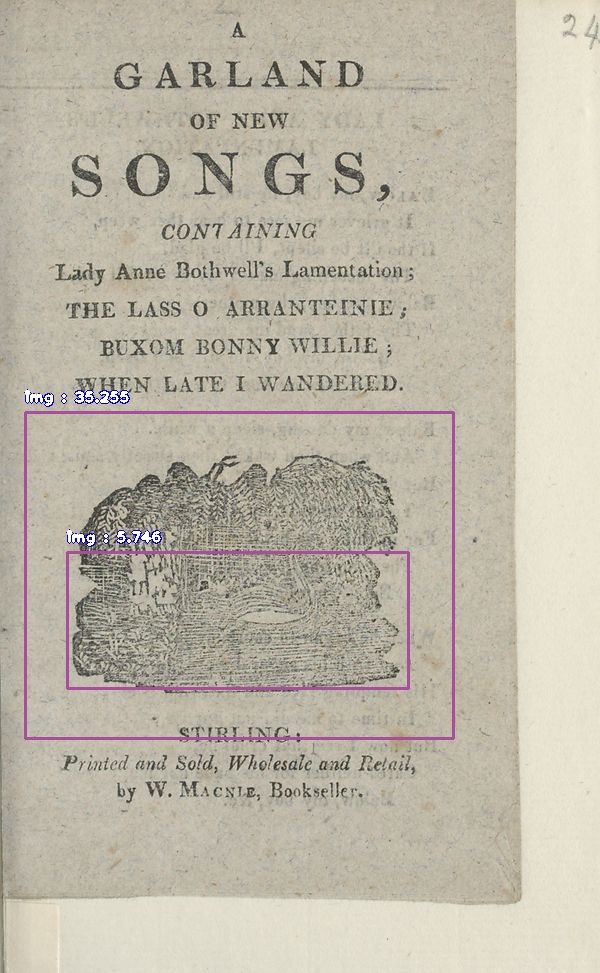 24
A
GARLAND
OF NEW
SONGS,
CONTAINING
Lady Anne Bothwell's Lamentation;
THE LASS O ARRANTEINIE;
BUXOM BONNY WILLIE;
WHEN LATE I WANDERED.
img : 35.255
img : 5.746
STIRLING:
Printed and Sold, Wholesale and Retail,
by W. MACNIE, Bookseller.